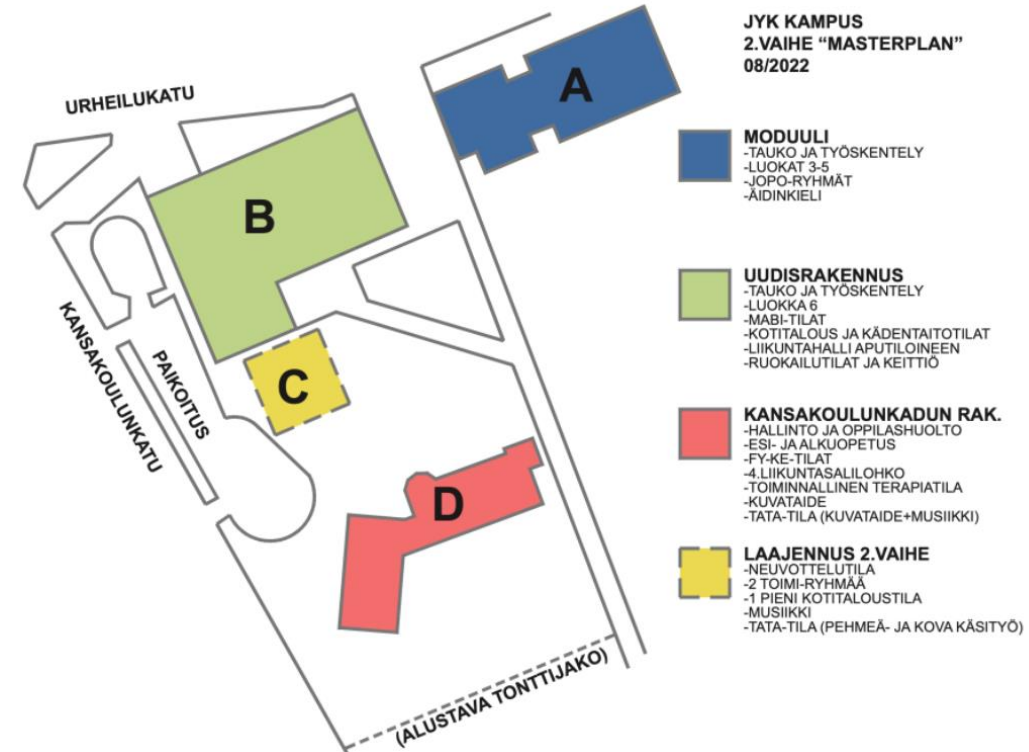 JYK KAMPUS
2.VAIHE “MASTERPLAN”
08/2022
URHEILUKATU
A
B
C
D
KANSAKOULUNKATU
PAIKOITUS
(ALUSTAVA TONTTIJAKO)
MODUULI
-TAUKO JA TYÖSKENTELY
-LUOKAT 3-5
-JOPO-RYHMÄT
-ÄIDINKIELI
UUDISRAKENNUS
-TAUKO JA TYÖSKENTELY
-LUOKKA 6
-MABI-TILAT
-KOTITALOUS JA KÄDENTAITOTILAT
-LIIKUNTAHALLI APUTILOINEEN
-RUOKAILUTILAT JA KEITTIÖ
KANSAKOULUNKADUN RAK.
-HALLINTO JA OPPILASHUOLTO
-ESI- JA ALKUOPETUS
-FY-KE-TILAT
-4.LIIKUNTASALILOHKO
-TOIMINNALLINEN TERAPIATILA
-KUVATAIDE
-TATA-TILA (KUVATAIDE+MUSIIKKI)
LAAJENNUS 2.VAIHE
-NEUVOTTELUTILA
-2 TOIMI-RYHMÄÄ
-1 PIENI KOTITALOUSTILA
-MUSIIKKI
-TATA-TILA (PEHMEÄ- JA KOVA KÄSITYÖ)